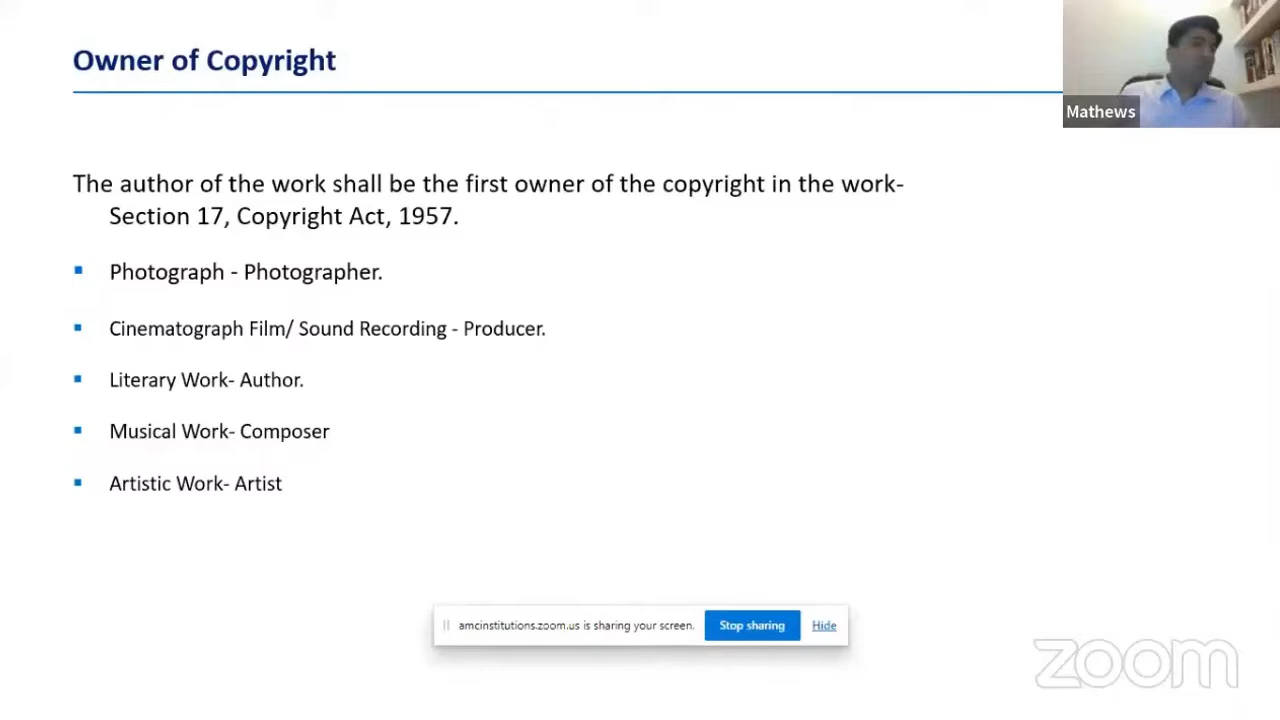 Owner of Copyright
Mathews
The author of the work shall be the first owner of the copyright in the work-
Section 17, Copyright Act, 1957.
Photograph - Photographer.
Cinematograph Film/ Sound Recording - Producer.
Literary Work- Author.
Musical Work- Composer
Artistic Work- Artist
amcinstitutions.zoom.us is sharing your screen. Stop sharing Hide
zoom